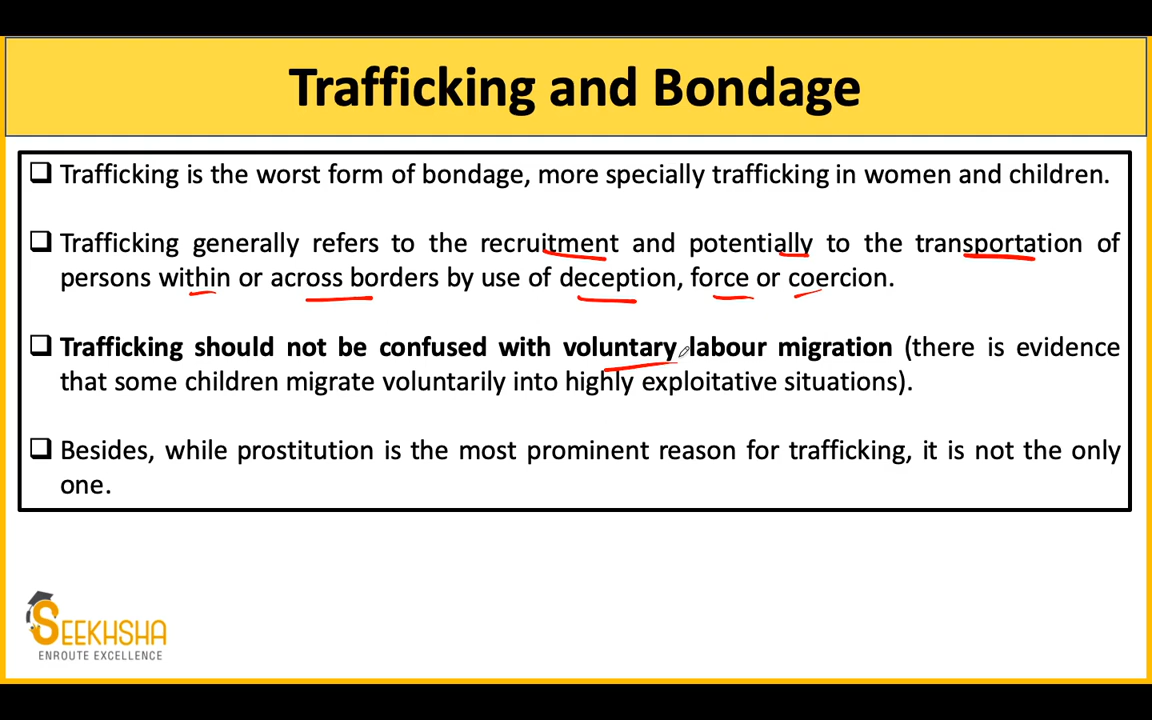 Trafficking and Bondage
Trafficking is the worst form of bondage, more specially trafficking in women and children.
Trafficking generally refers to the recruitment and potentially to the transportation of
persons within or across borders by use of deception, force or coercion.
Trafficking should not be confused with voluntary labour migration (there is evidence
that some children migrate voluntarily into highly exploitative situations).
Besides, while prostitution is the most prominent reason for trafficking, it is not the only
one.
SEEKHSHA
ENROUTE EXCELLENCE